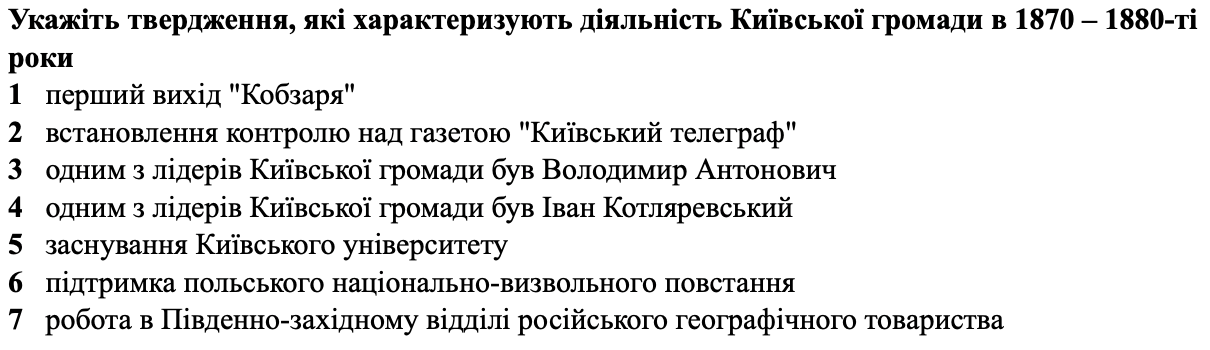 Укажіть твердження, які характеризують діяльність Київської громади в 1870 – 1880-ті
роки
1 перший вихід "Кобзаря"
2 встановлення контролю над газетою "Київський телеграф"
3 одним з лідерів Київської громади був Володимир Антонович
4 одним з лідерів Київської громади був Іван Котляревський
5 заснування Київського університету
6 підтримка польського національно-визвольного повстання
7 робота в Південно-західному відділі російського географічного товариства